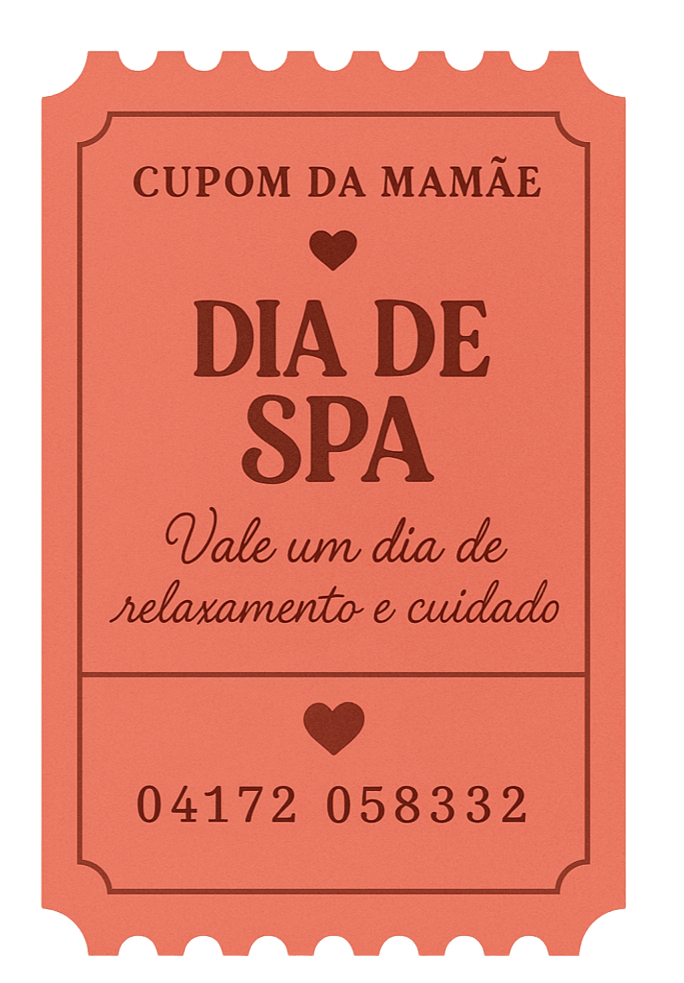 CUPOM DA MAMÃE
DIA DE
SPA
Vale um dia de
relaxamento e cuidado
04172 058332